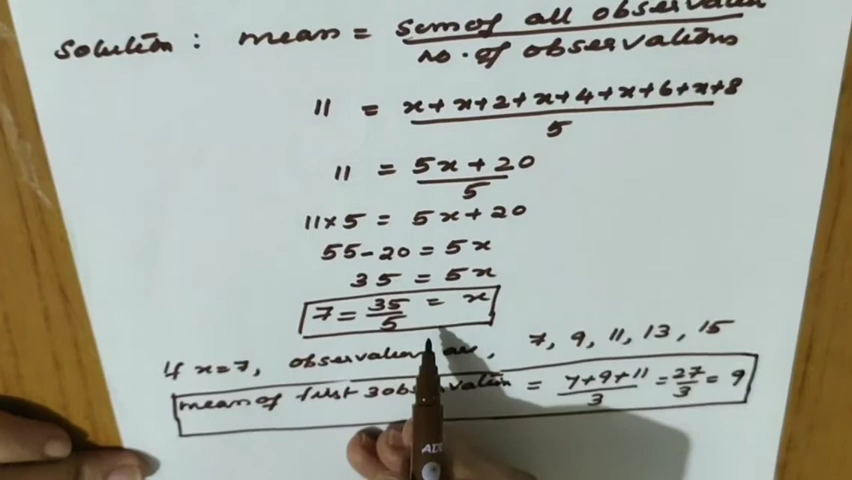 Solution : mean = sum of all observation / no. of observations
11 = x+x+2+x+4+x+6+x+8 / 5
11 = 5x+20 / 5
11×5 = 5x+20
55-20 = 5x
35 = 5x
7 = 35/5 = x
If x=7, observation are, 7, 9, 11, 13, 15
mean of first 3 observation = 7+9+11 / 3 = 27/3 = 9